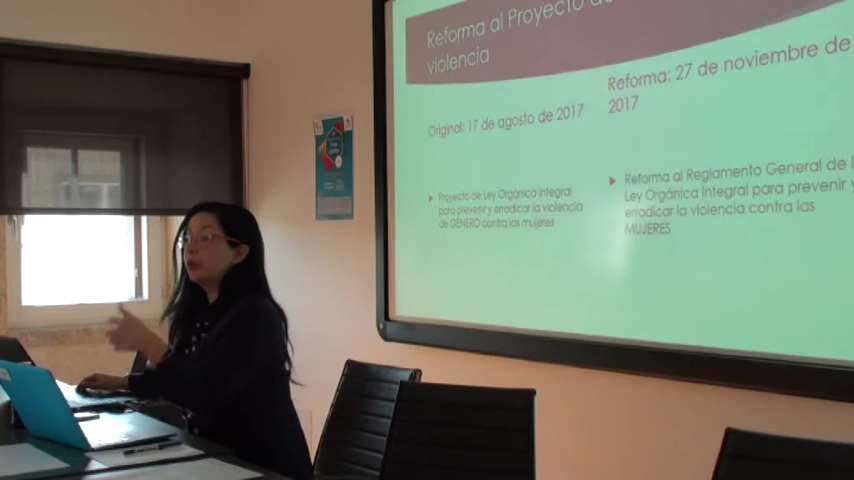 Reforma al Proyecto de
violencia
Original: 17 de agosto de 2017
Proyecto de Ley Orgánica Integral
para prevenir y erradicar la violencia
de GÉNERO contra las mujeres
Reforma: 27 de noviembre de
2017
Reforma al Reglamento General de
Ley Orgánica Integral para prevenir y
erradicar la violencia contra las
MUJERES